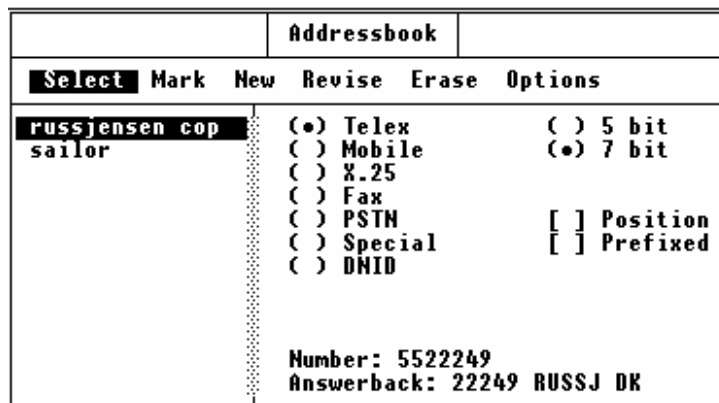 Addressbook
Select Mark New Revise Erase Options
russjensen cop
sailor
(•) Telex ( ) 5 bit
( ) Mobile (•) 7 bit
( ) X.25
( ) Fax
( ) PSTN [ ] Position
( ) Special [ ] Prefixed
( ) DNID
Number: 5522249
Answerback: 22249 RUSSJ DK